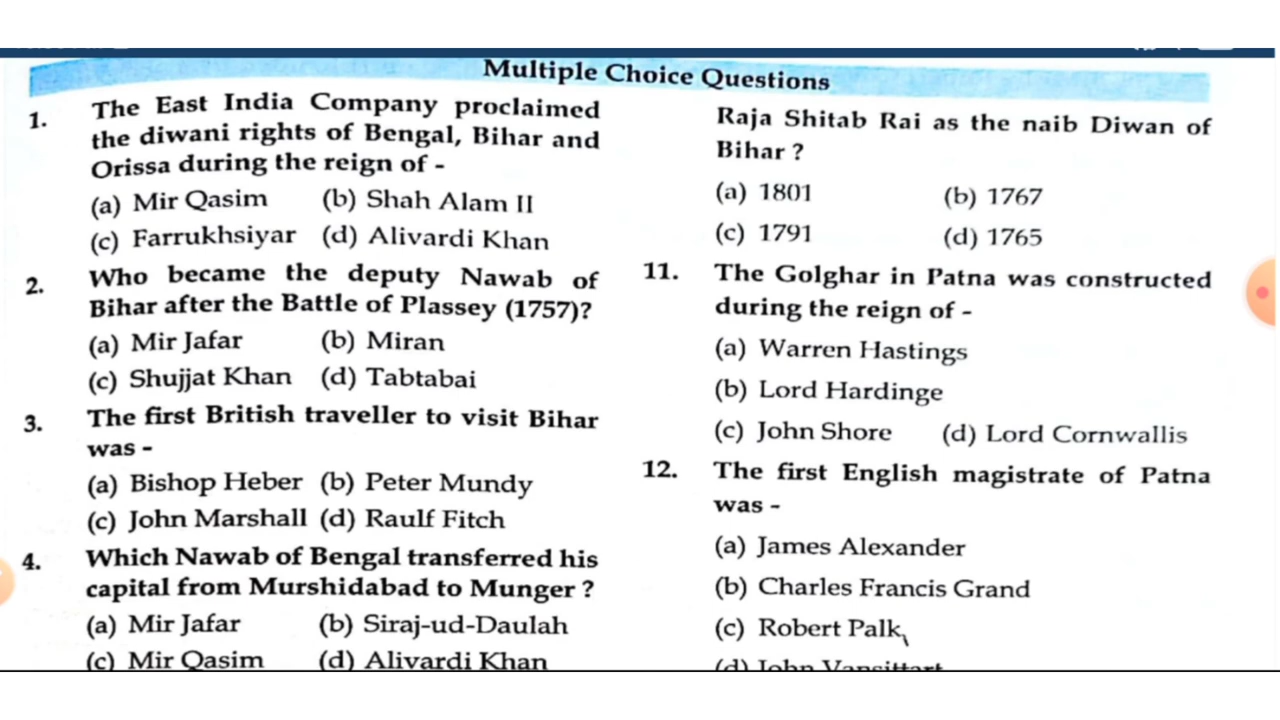 Multiple Choice Questions
1. The East India Company proclaimed
the diwani rights of Bengal, Bihar and
Orissa during the reign of -
(a) Mir Qasim (b) Shah Alam II
(c) Farrukhsiyar (d) Alivardi Khan
2. Who became the deputy Nawab of
Bihar after the Battle of Plassey (1757)?
(a) Mir Jafar (b) Miran
(c) Shujjat Khan (d) Tabtabai
3. The first British traveller to visit Bihar
was -
(a) Bishop Heber (b) Peter Mundy
(c) John Marshall (d) Raulf Fitch
4. Which Nawab of Bengal transferred his
capital from Murshidabad to Munger ?
(a) Mir Jafar (b) Siraj-ud-Daulah
(c) Mir Qasim (d) Alivardi Khan
Raja Shitab Rai as the naib Diwan of
Bihar ?
(a) 1801 (b) 1767
(c) 1791 (d) 1765
11. The Golghar in Patna was constructed
during the reign of -
(a) Warren Hastings
(b) Lord Hardinge
(c) John Shore (d) Lord Cornwallis
12. The first English magistrate of Patna
was -
(a) James Alexander
(b) Charles Francis Grand
(c) Robert Palk
(d) John Vansittart